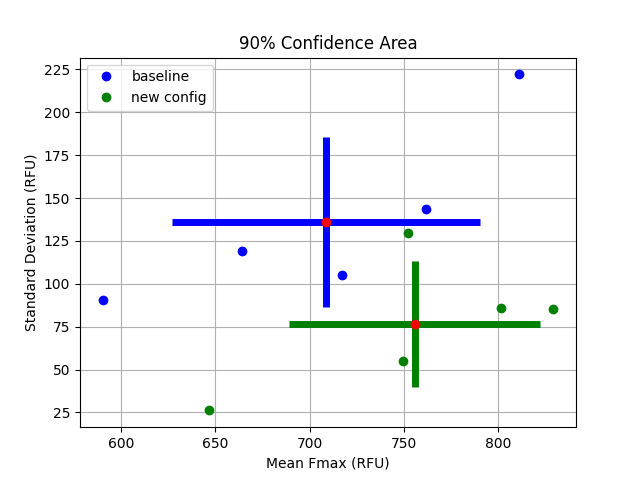 90% Confidence Area
baseline
new config
225
200
175
150
125
100
75
50
25
Standard Deviation (RFU)
600
650
700
750
800
Mean Fmax (RFU)